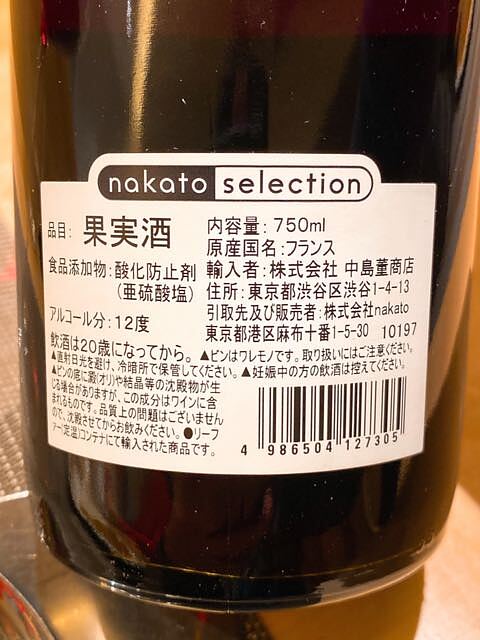 nakato selection
品目: 果実酒
食品添加物:酸化防止剤
(亜硫酸塩)
アルコール分:12度
内容量: 750ml
原産国名:フランス
輸入者:株式会社 中島董商店
住所:東京都渋谷区渋谷1-4-13
引取先及び販売者:株式会社nakato
東京都港区麻布十番1-5-30 10197
飲酒は20歳になってから。▲ビンはワレモノです。取り扱いにはご注意ください。
▲直射日光を避け、冷暗所で保管してください。▲妊娠中の方の飲酒は控えてください。
▲ビンの底に澱(オリ)や結晶等の沈殿物が生
じる場合がありますが、この成分はワインに含
まれるものです。品質上の問題はございません
ので、沈殿させてからお飲みください。●リーフ
ァー(定温)コンテナにて輸入された商品です。
4 986504 127305